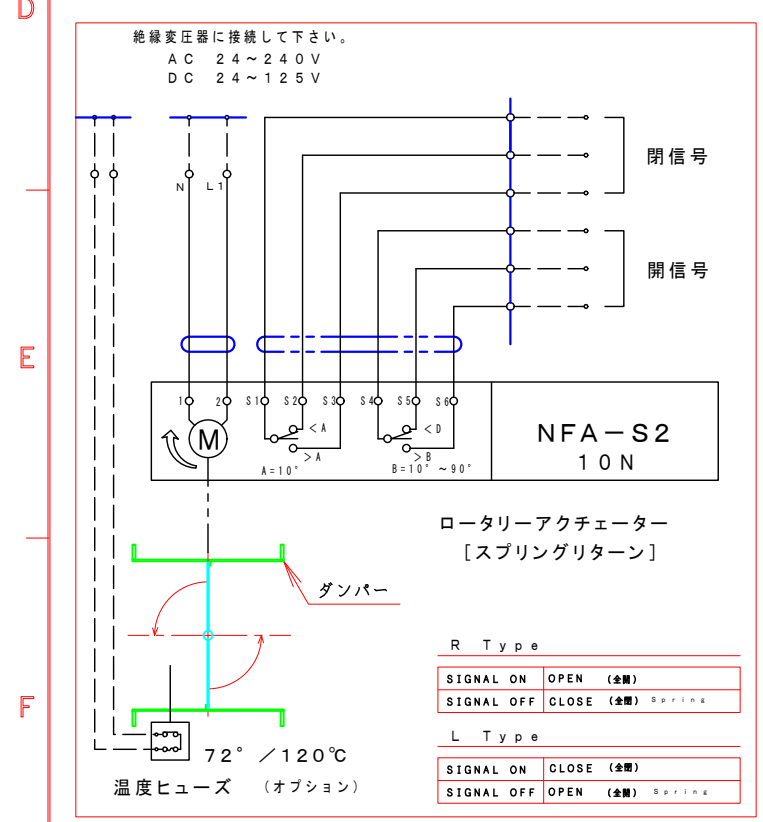 D
絶縁変圧器に接続して下さい。
AC 24~240V
DC 24~125V
N L1
閉信号
開信号
E
1 2 S1 S2 S3 S4 S5 S6
M
<A
>A
A=10°
<D
>B
B=10° ~90°
NFA-S2
10N
ロータリーアクチェーター
[スプリングリターン]
ダンパー
R Type
SIGNAL ON OPEN (全開)
SIGNAL OFF CLOSE (全閉) Spring
F
L Type
SIGNAL ON CLOSE (全閉)
SIGNAL OFF OPEN (全開) Spring
72° /120℃
温度ヒューズ (オプション)